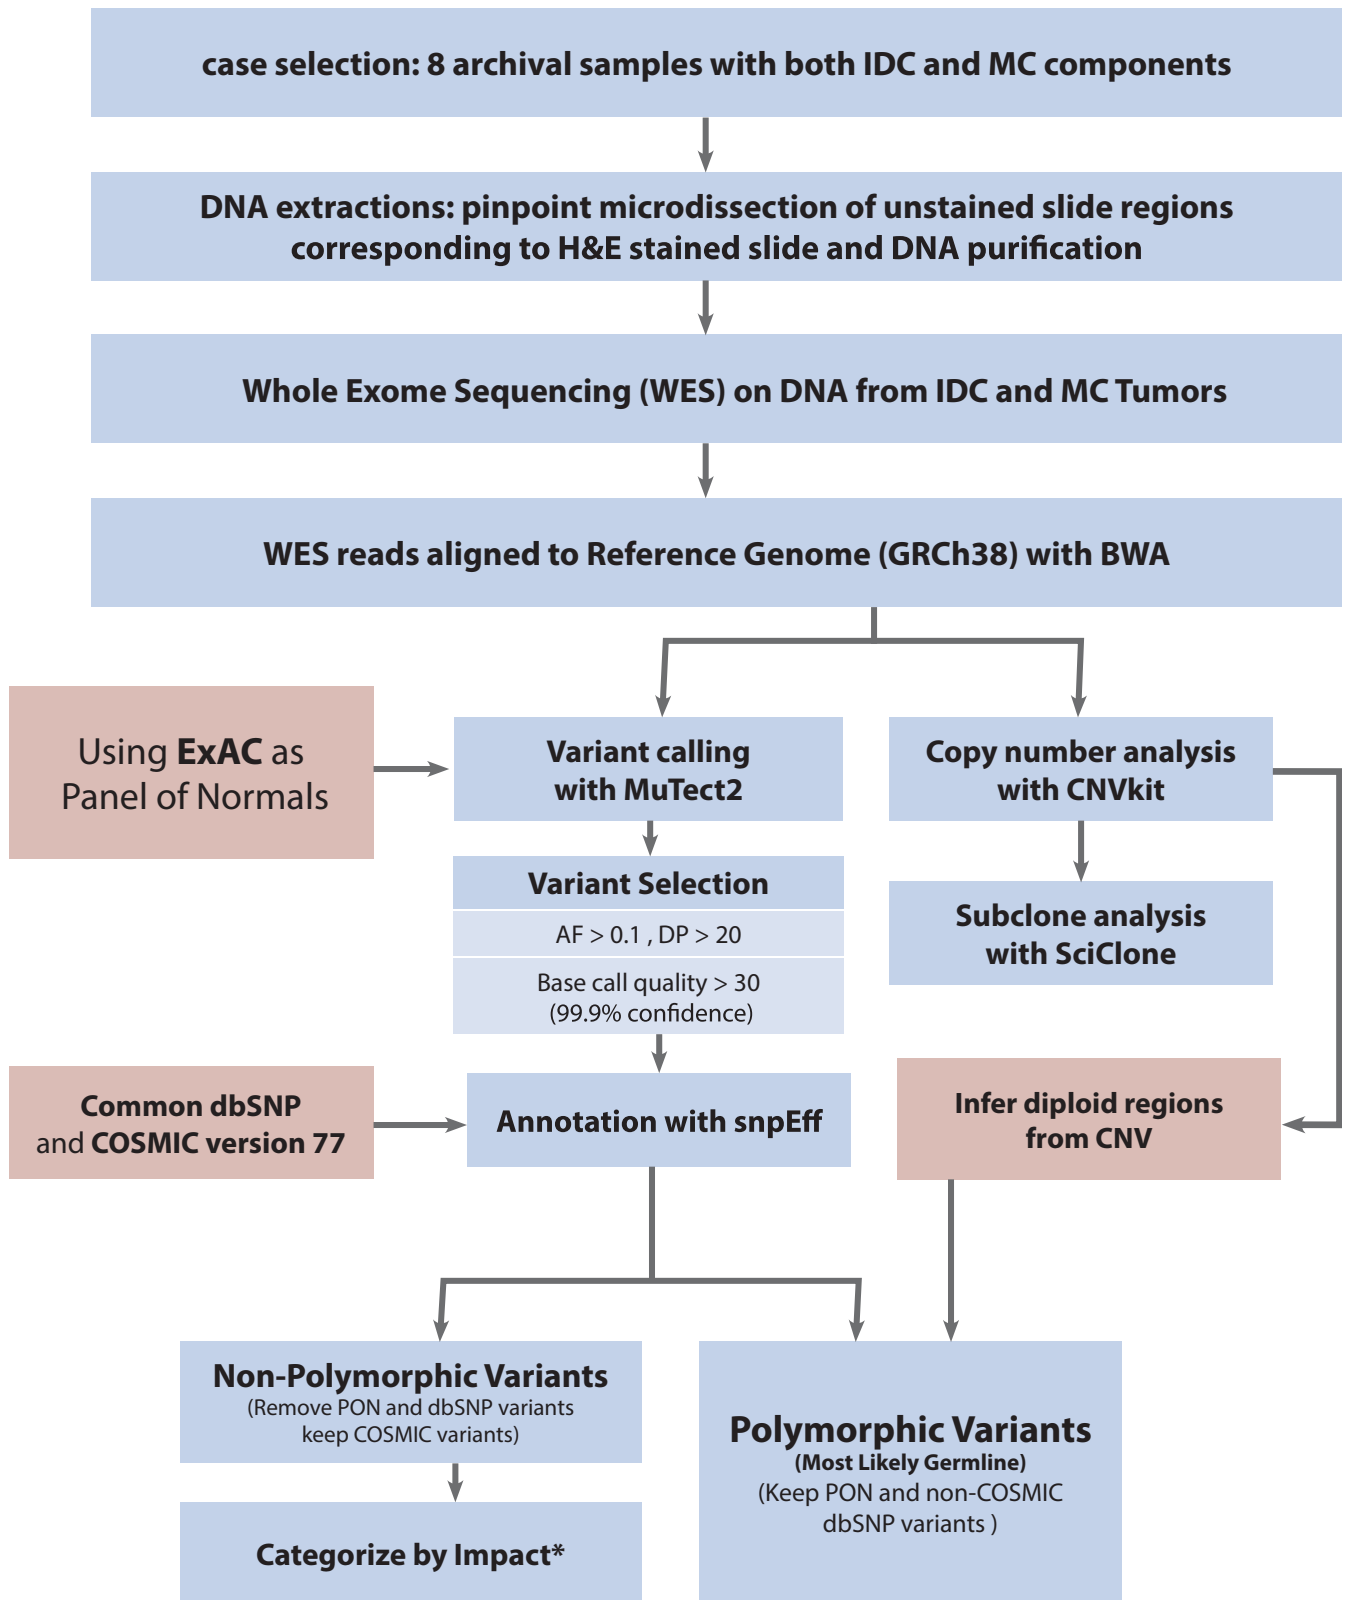 case selection: 8 archival samples with both IDC and MC components
DNA extractions: pinpoint microdissection of unstained slide regions
corresponding to H&E stained slide and DNA purification
Whole Exome Sequencing (WES) on DNA from IDC and MC Tumors
WES reads aligned to Reference Genome (GRCh38) with BWA
Using ExAC as
Panel of Normals
Variant calling
with MuTect2
Copy number analysis
with CNVkit
Variant Selection
AF > 0.1 , DP > 20
Base call quality > 30
(99.9% confidence)
Subclone analysis
with SciClone
Common dbSNP
and COSMIC version 77
Annotation with snpEff
Infer diploid regions
from CNV
Non-Polymorphic Variants
(Remove PON and dbSNP variants
keep COSMIC variants)
Categorize by Impact*
Polymorphic Variants
(Most Likely Germline)
(Keep PON and non-COSMIC
dbSNP variants )